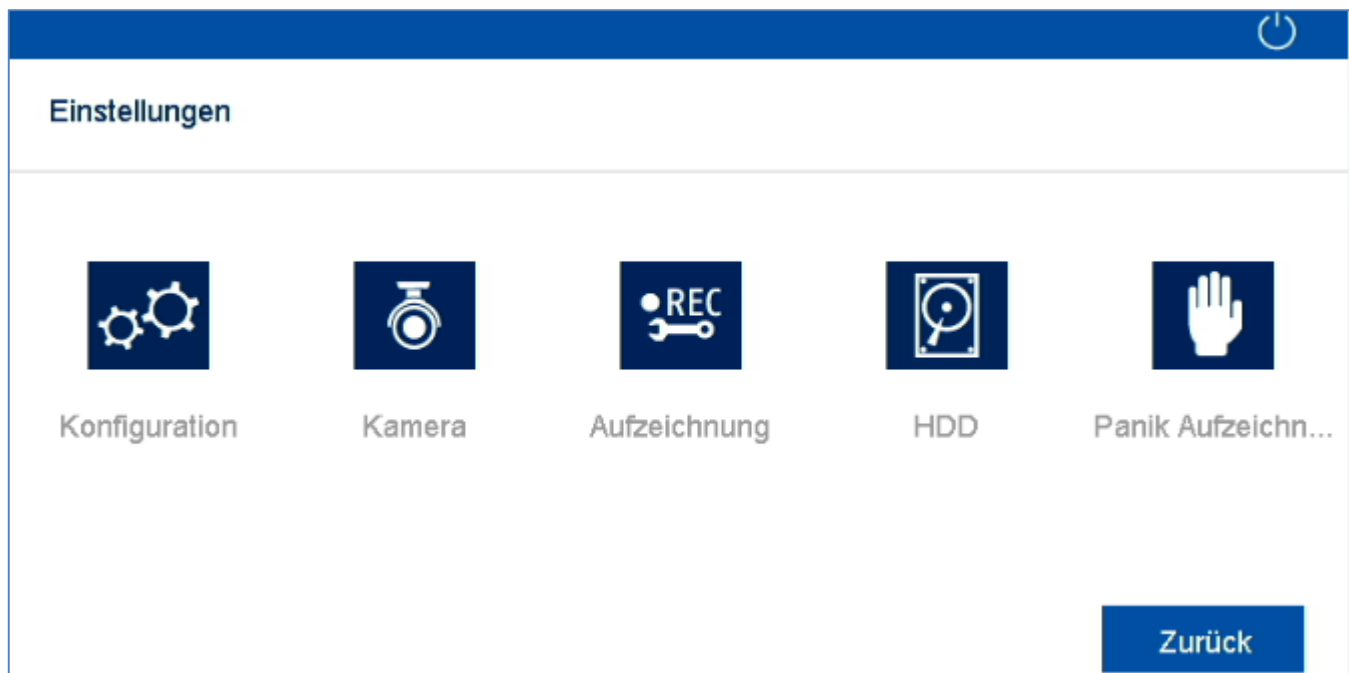 Einstellungen
REC
Konfiguration Kamera Aufzeichnung HDD Panik Aufzeichn...
Zurück